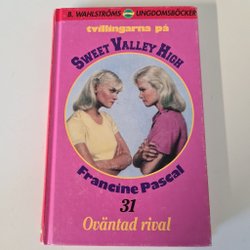 B. WAHLSTRÖMS UNGDOMSBÖCKER
tvillingarna på
SWEET VALLEY HIGH
Francine Pascal
31
Oväntad rival